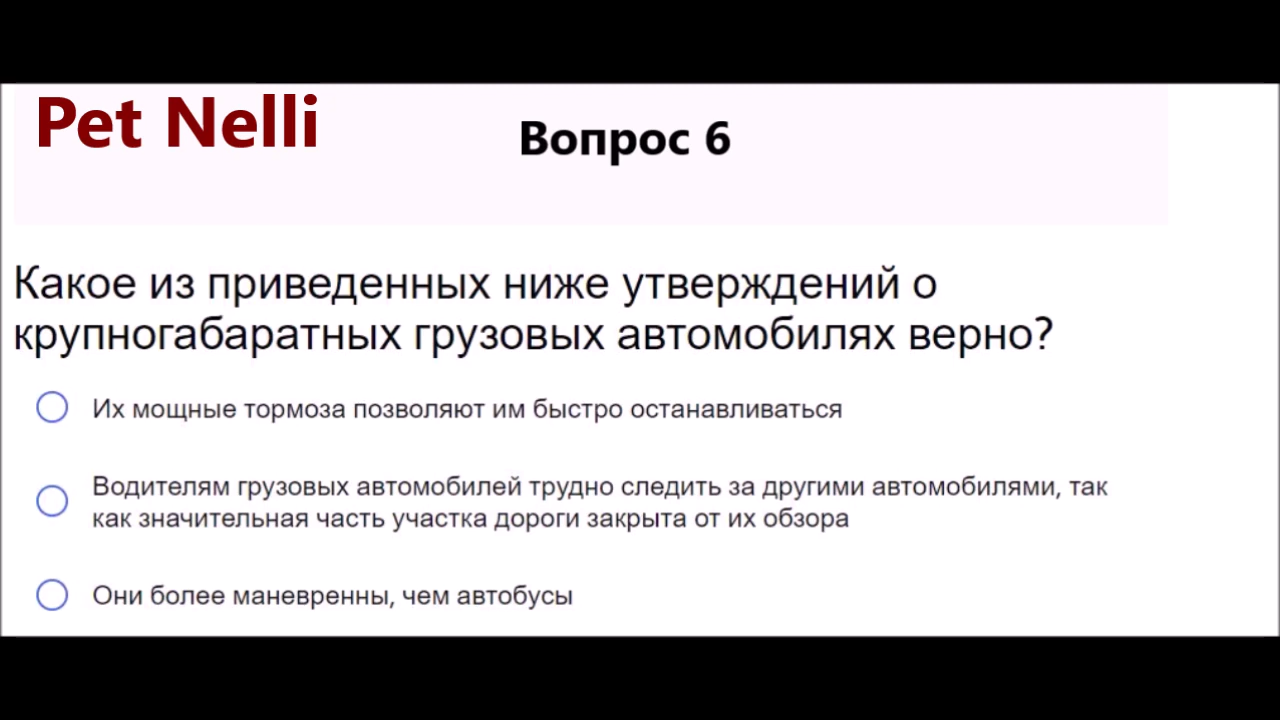 Pet Nelli
Вопрос 6
Какое из приведенных ниже утверждений о
крупногабаратных грузовых автомобилях верно?
Их мощные тормоза позволяют им быстро останавливаться
Водителям грузовых автомобилей трудно следить за другими автомобилями, так
как значительная часть участка дороги закрыта от их обзора
Они более маневренны, чем автобусы